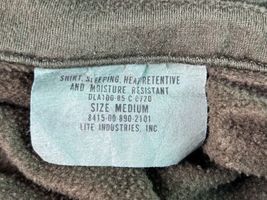 SHIRT, SLEEPING, HEAT RETENTIVE
AND MOISTURE RESISTANT
DLA100-85-C-0720
SIZE MEDIUM
8415-00-890-2101
LITE INDUSTRIES, INC